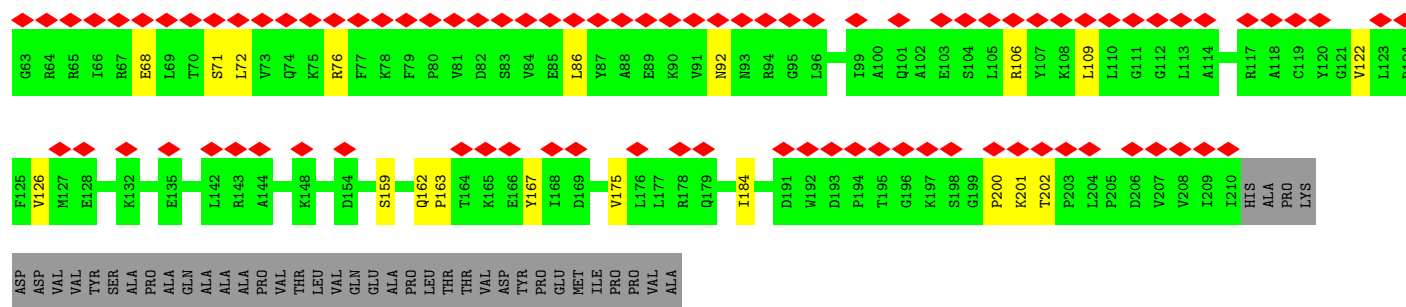 G63 R64 R65 I66 R67 E68 L69 T70 S71 L72 V73 Q74 K75 R76 F77 K78 F79 P80 V81 D82 S83 V84 E85 L86 Y87 A88 E89 K90 V91 N92 N93 R94 G95 L96 I99 A100 Q101 A102 E103 S104 L105 R106 Y107 K108 L109 L110 G111 G112 L113 A114 R117 A118 C119 Y120 G121 V122 L123
F125 V126 M127 E128 K132 E135 L142 R143 A144 K148 D154 S159 Q162 P163 T164 K165 E166 Y167 I168 D169 V175 L176 L177 R178 Q179 I184 D191 W192 D193 P194 T195 G196 K197 S198 G199 P200 K201 T202 P203 L204 P205 D206 V207 V208 I209 I210 HIS ALA PRO LYS
ASP ASP VAL VAL TYR SER ALA PRO ALA GLN ALA ALA ALA PRO VAL THR LEU VAL GLN GLU ALA PRO LEU THR THR VAL ASP TYR PRO GLU MET ILE PRO PRO VAL ALA